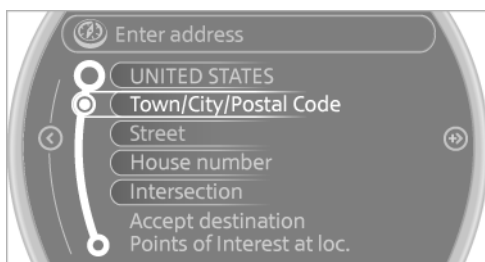 Enter address
UNITED STATES
Town/City/Postal Code
Street
House number
Intersection
Accept destination
Points of Interest at loc.